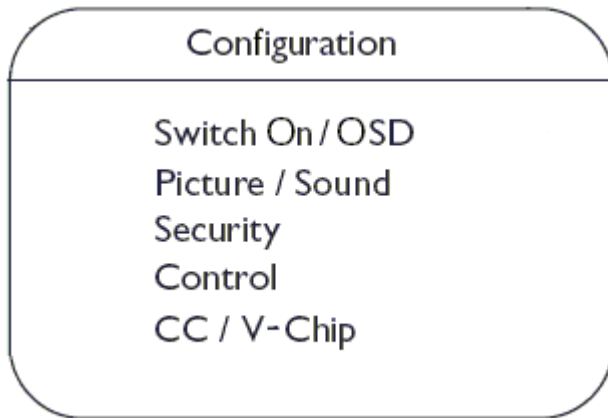 Configuration
Switch On / OSD
Picture / Sound
Security
Control
CC / V-Chip